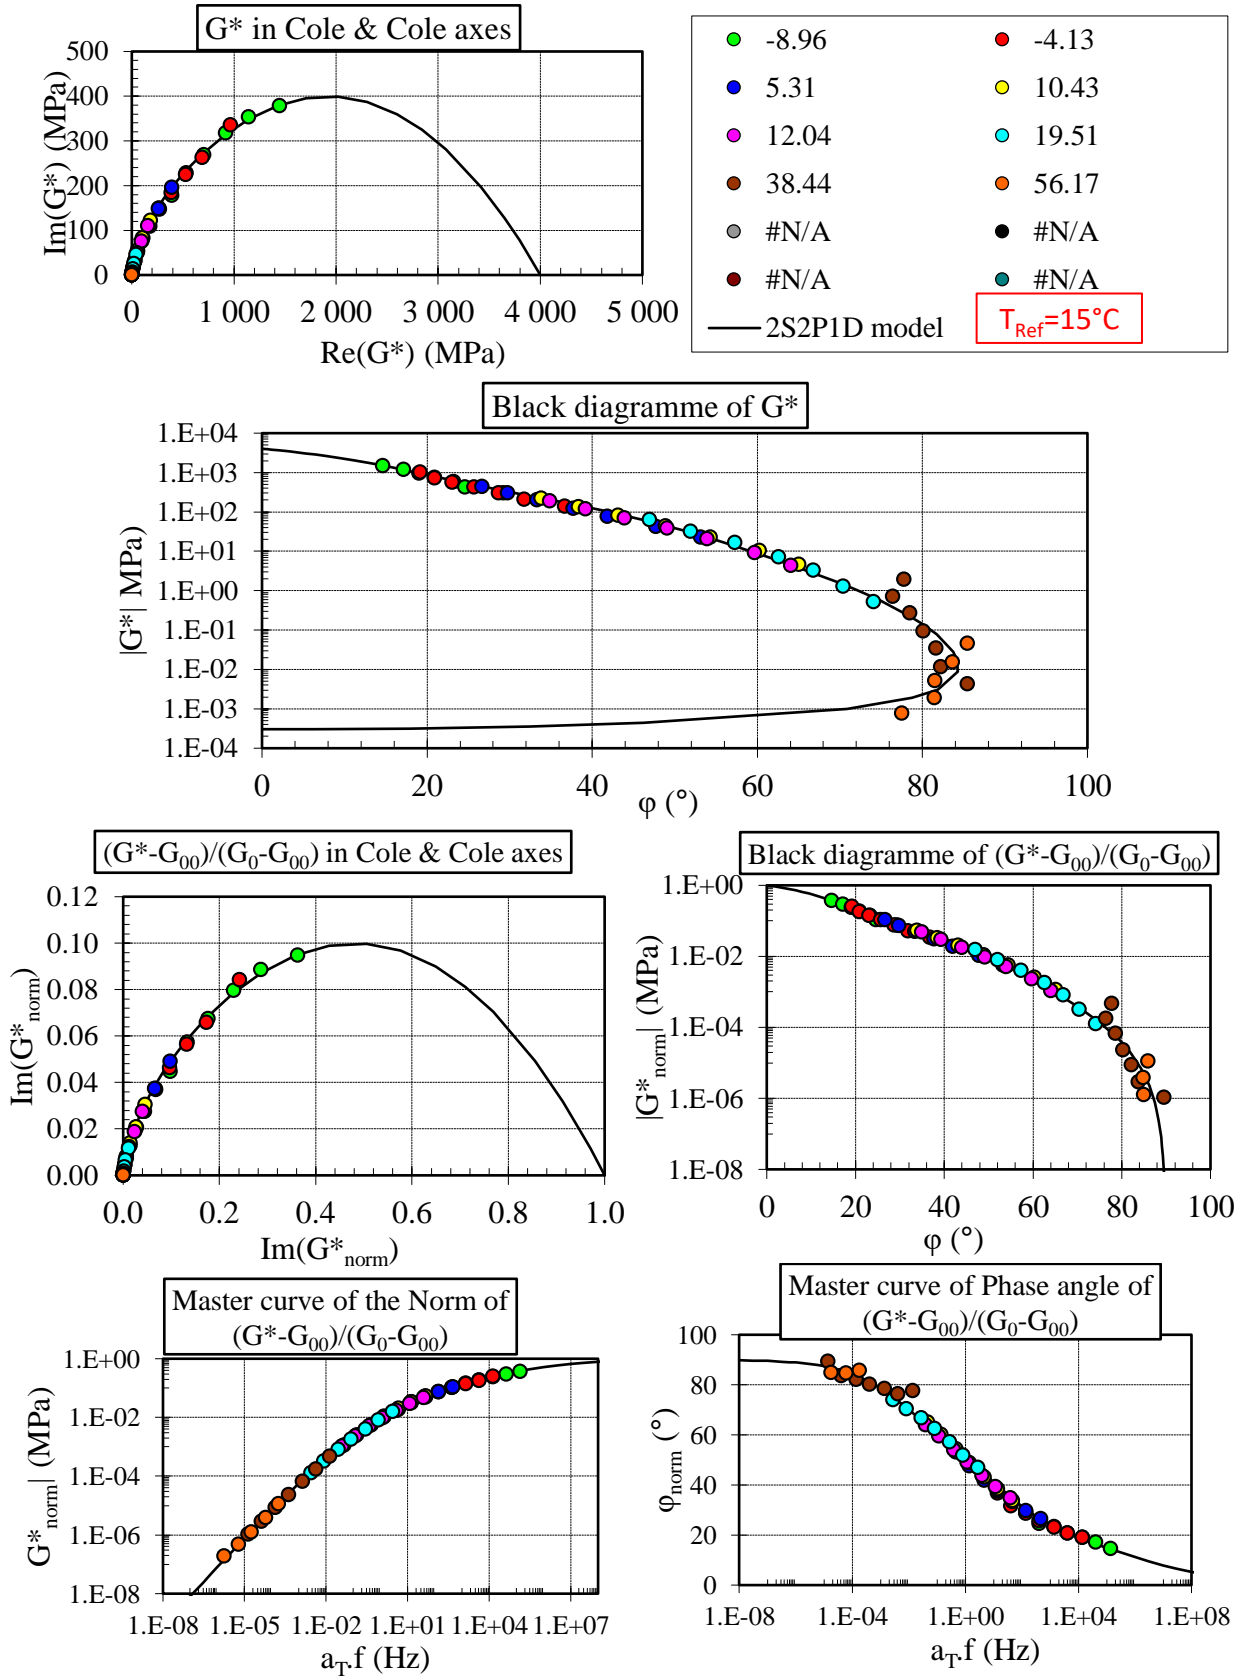 G* in Cole & Cole axes
Im(G*) (MPa)
500
400
300
200
100
0
0
1 000
2 000
3 000
4 000
5 000
Re(G*) (MPa)
-8.96
-4.13
5.31
10.43
12.04
19.51
38.44
56.17
#N/A
#N/A
#N/A
#N/A
2S2P1D model
T_Ref=15°C
Black diagramme of G*
|G*| MPa
1.E+04
1.E+03
1.E+02
1.E+01
1.E+00
1.E-01
1.E-02
1.E-03
1.E-04
0
20
40
60
80
100
φ (°)
(G*-G00)/(G0-G00) in Cole & Cole axes
Im(G*norm)
0.12
0.10
0.08
0.06
0.04
0.02
0.00
0.0
0.2
0.4
0.6
0.8
1.0
Im(G*norm)
Black diagramme of (G*-G00)/(G0-G00)
|G*norm| (MPa)
1.E+00
1.E-02
1.E-04
1.E-06
1.E-08
0
20
40
60
80
100
φ (°)
Master curve of the Norm of
(G*-G00)/(G0-G00)
G*norm| (MPa)
1.E+00
1.E-02
1.E-04
1.E-06
1.E-08
1.E-08
1.E-05
1.E-02
1.E+01
1.E+04
1.E+07
aT.f (Hz)
Master curve of Phase angle of
(G*-G00)/(G0-G00)
φnorm (°)
100
80
60
40
20
0
1.E-08
1.E-04
1.E+00
1.E+04
1.E+08
aT.f (Hz)